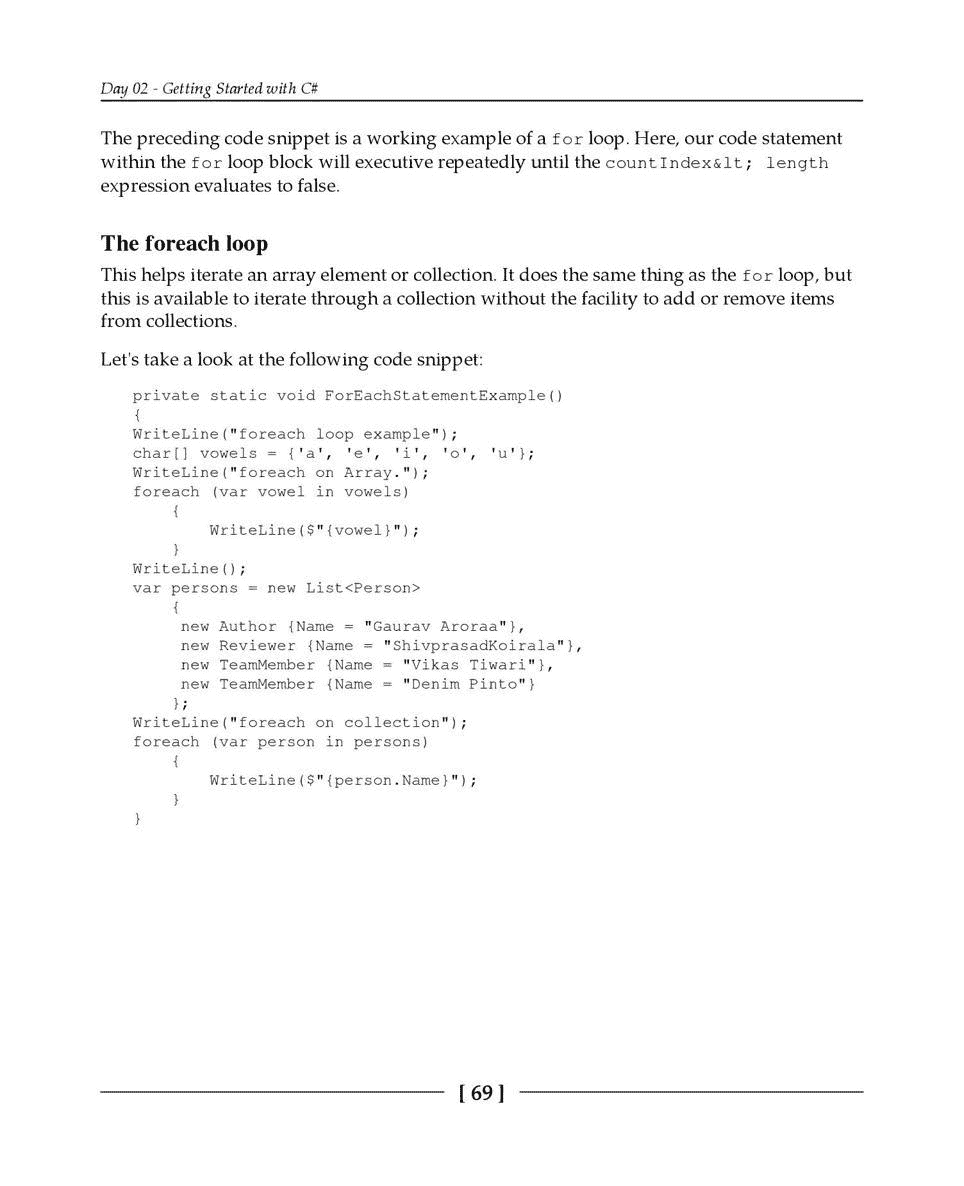 Day 02 - Getting Started with C#
The preceding code snippet is a working example of a for loop. Here, our code statement
within the for loop block will executive repeatedly until the countIndex&lt; length
expression evaluates to false.
The foreach loop
This helps iterate an array element or collection. It does the same thing as the for loop, but
this is available to iterate through a collection without the facility to add or remove items
from collections.
Let's take a look at the following code snippet:
private static void ForEachStatementExample()
{
WriteLine("foreach loop example");
char[] vowels = {'a', 'e', 'i', 'o', 'u'};
WriteLine("foreach on Array.");
foreach (var vowel in vowels)
    {
        WriteLine($"{vowel}");
    }
WriteLine();
var persons = new List<Person>
    {
     new Author {Name = "Gaurav Aroraa"},
     new Reviewer {Name = "ShivprasadKoirala"},
     new TeamMember {Name = "Vikas Tiwari"},
     new TeamMember {Name = "Denim Pinto"}
    };
WriteLine("foreach on collection");
foreach (var person in persons)
    {
        WriteLine($"{person.Name}");
    }
}
[ 69 ]